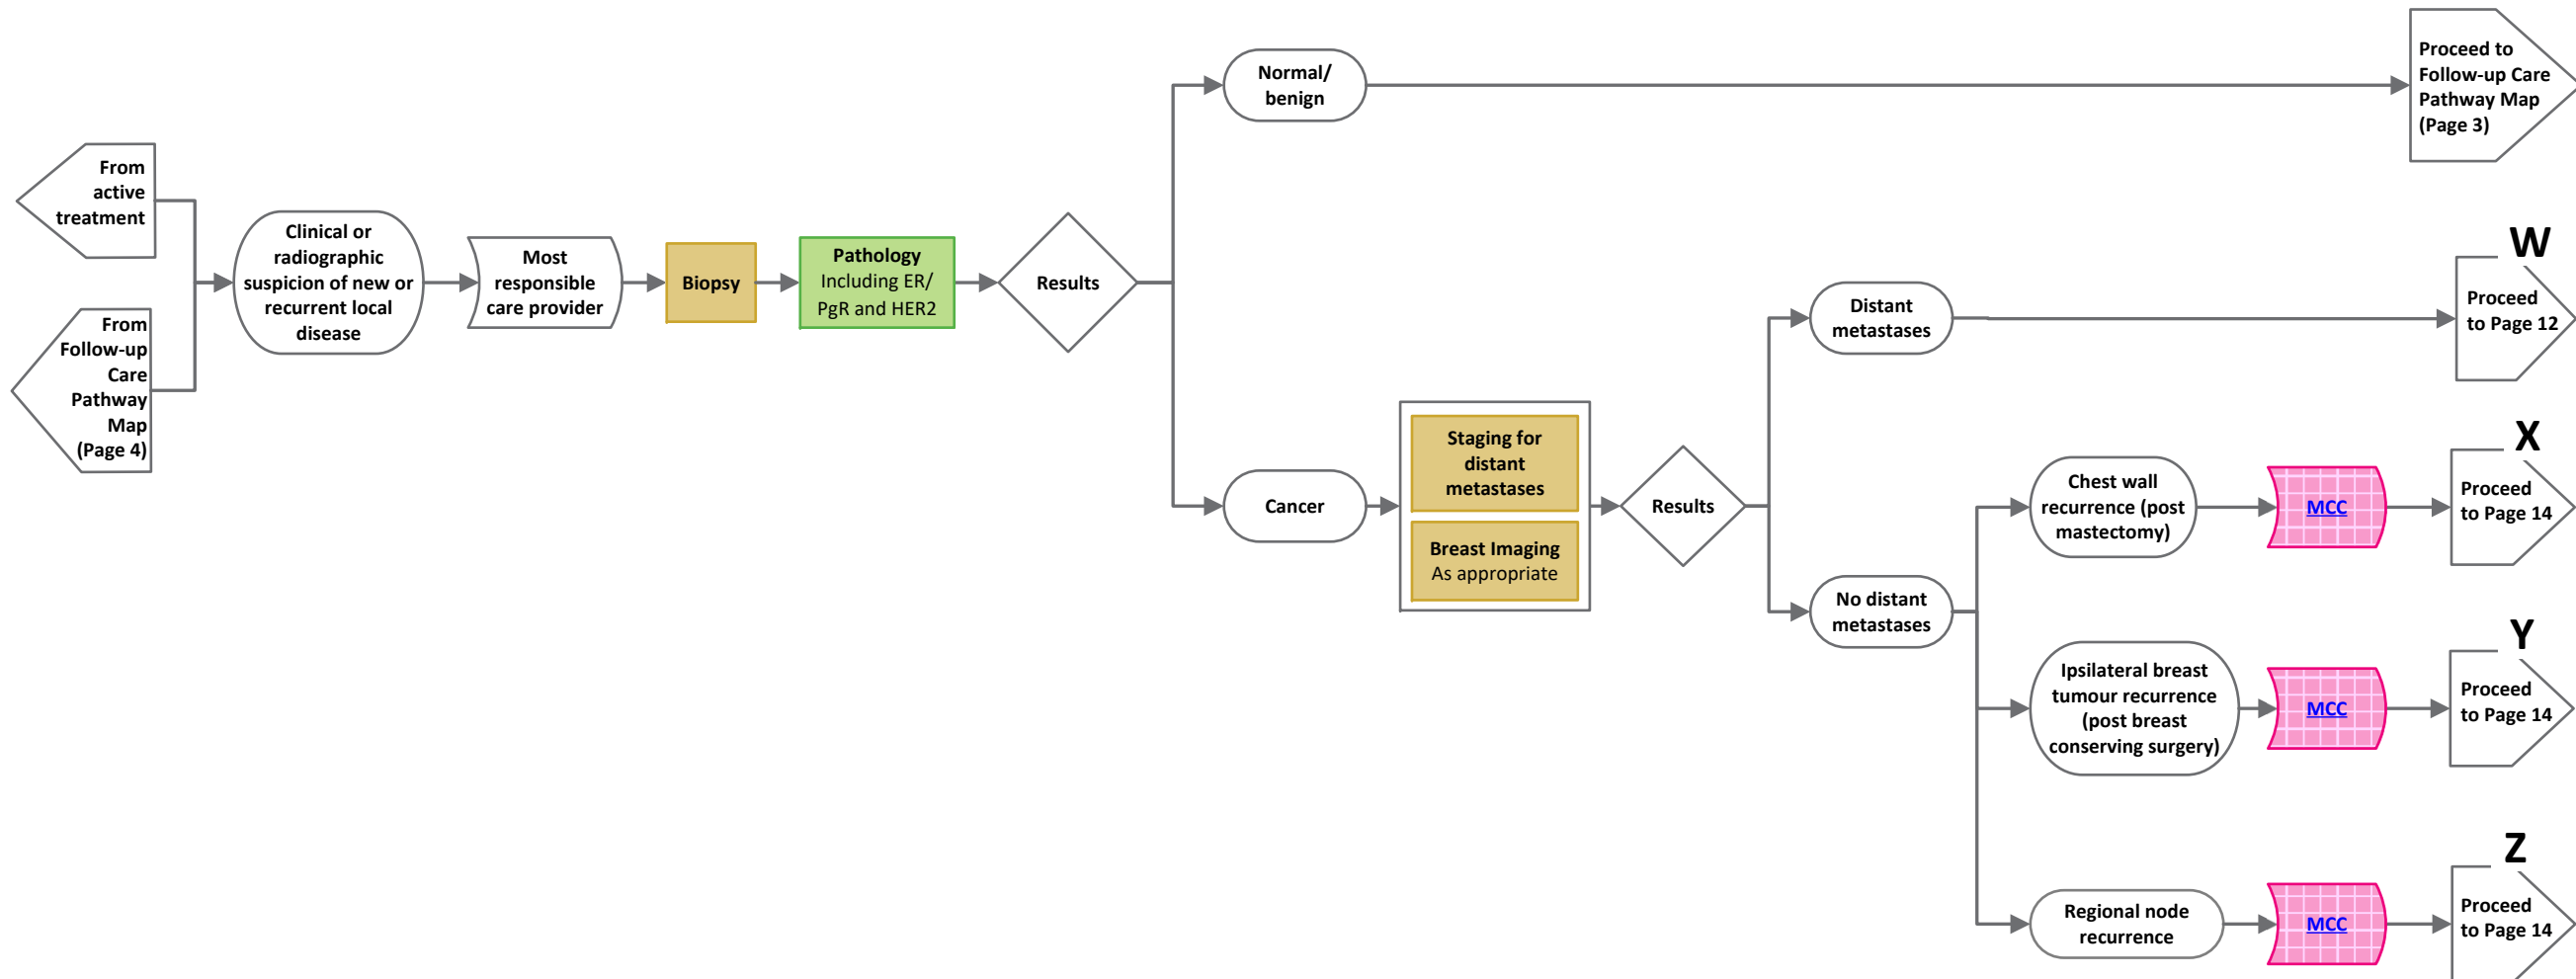 From
active
treatment
From
Follow-up
Care
Pathway
Map
(Page 4)
Clinical or
radiographic
suspicion of new or
recurrent local
disease
Most
responsible
care provider
Biopsy
Pathology
Including ER/
PgR and HER2
Results
Normal/
benign
Proceed to
Follow-up Care
Pathway Map
(Page 3)
Cancer
Staging for
distant
metastases
Breast Imaging
As appropriate
Results
Distant
metastases
W
Proceed
to Page 12
No distant
metastases
Chest wall
recurrence (post
mastectomy)
MCC
X
Proceed
to Page 14
Ipsilateral breast
tumour recurrence
(post breast
conserving surgery)
MCC
Y
Proceed
to Page 14
Regional node
recurrence
MCC
Z
Proceed
to Page 14